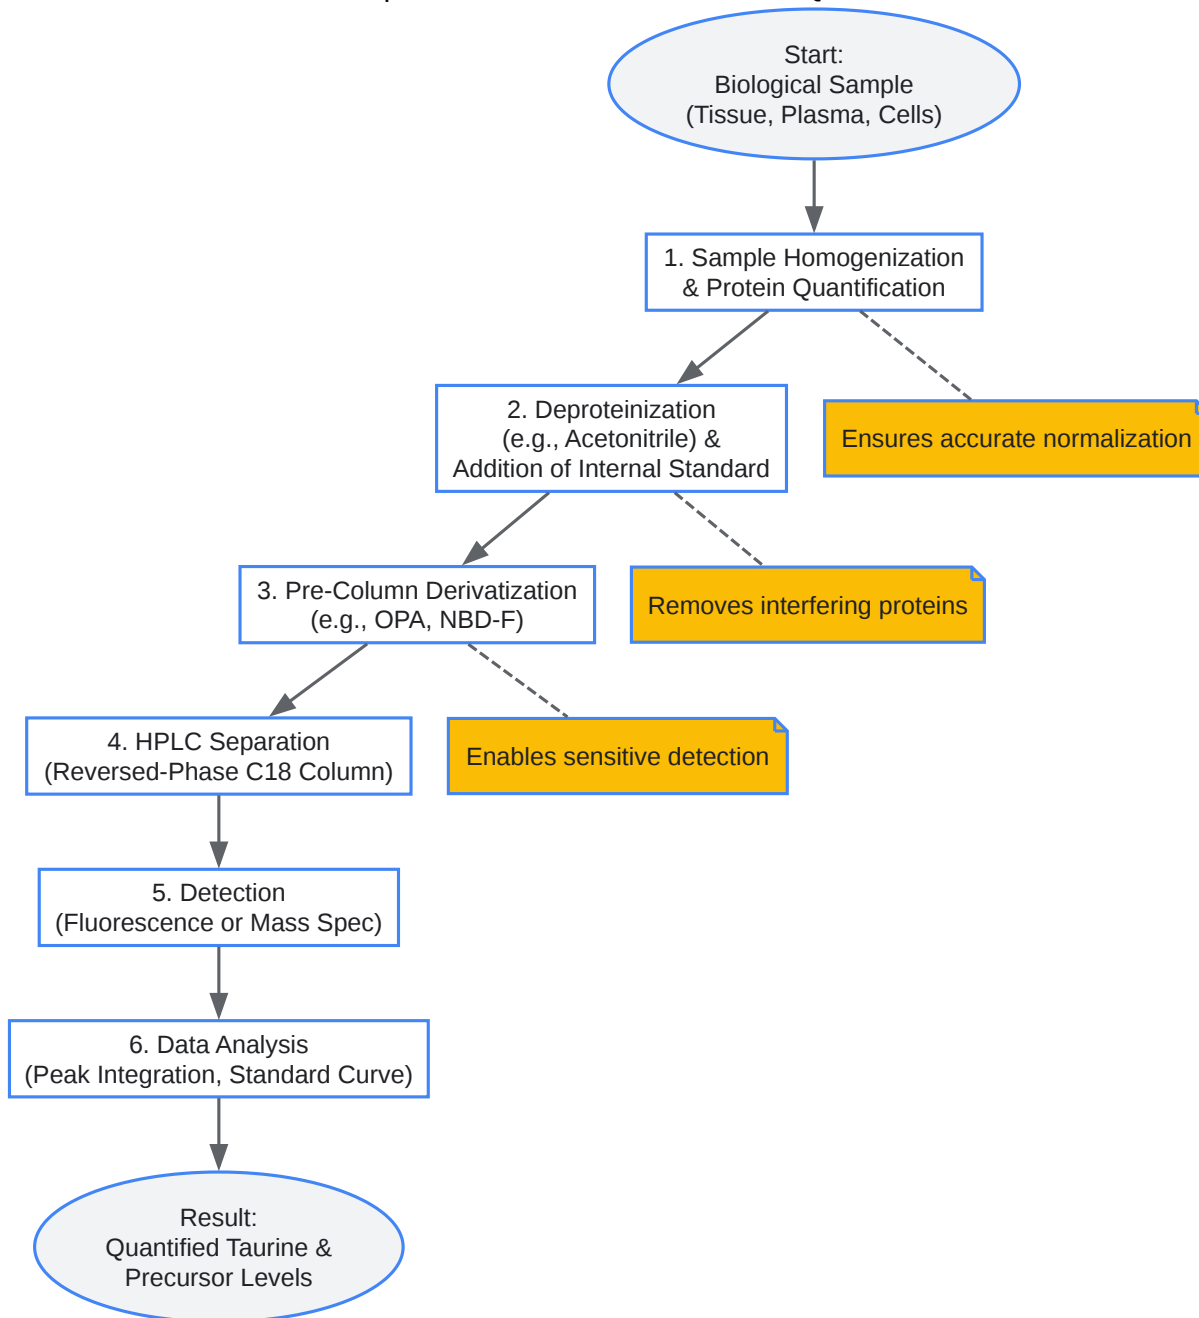 Start:
Biological Sample
(Tissue, Plasma, Cells)
1. Sample Homogenization
& Protein Quantification
2. Deproteinization
(e.g., Acetonitrile) &
Addition of Internal Standard
Ensures accurate normalization
3. Pre-Column Derivatization
(e.g., OPA, NBD-F)
Removes interfering proteins
4. HPLC Separation
(Reversed-Phase C18 Column)
Enables sensitive detection
5. Detection
(Fluorescence or Mass Spec)
6. Data Analysis
(Peak Integration, Standard Curve)
Result:
Quantified Taurine &
Precursor Levels